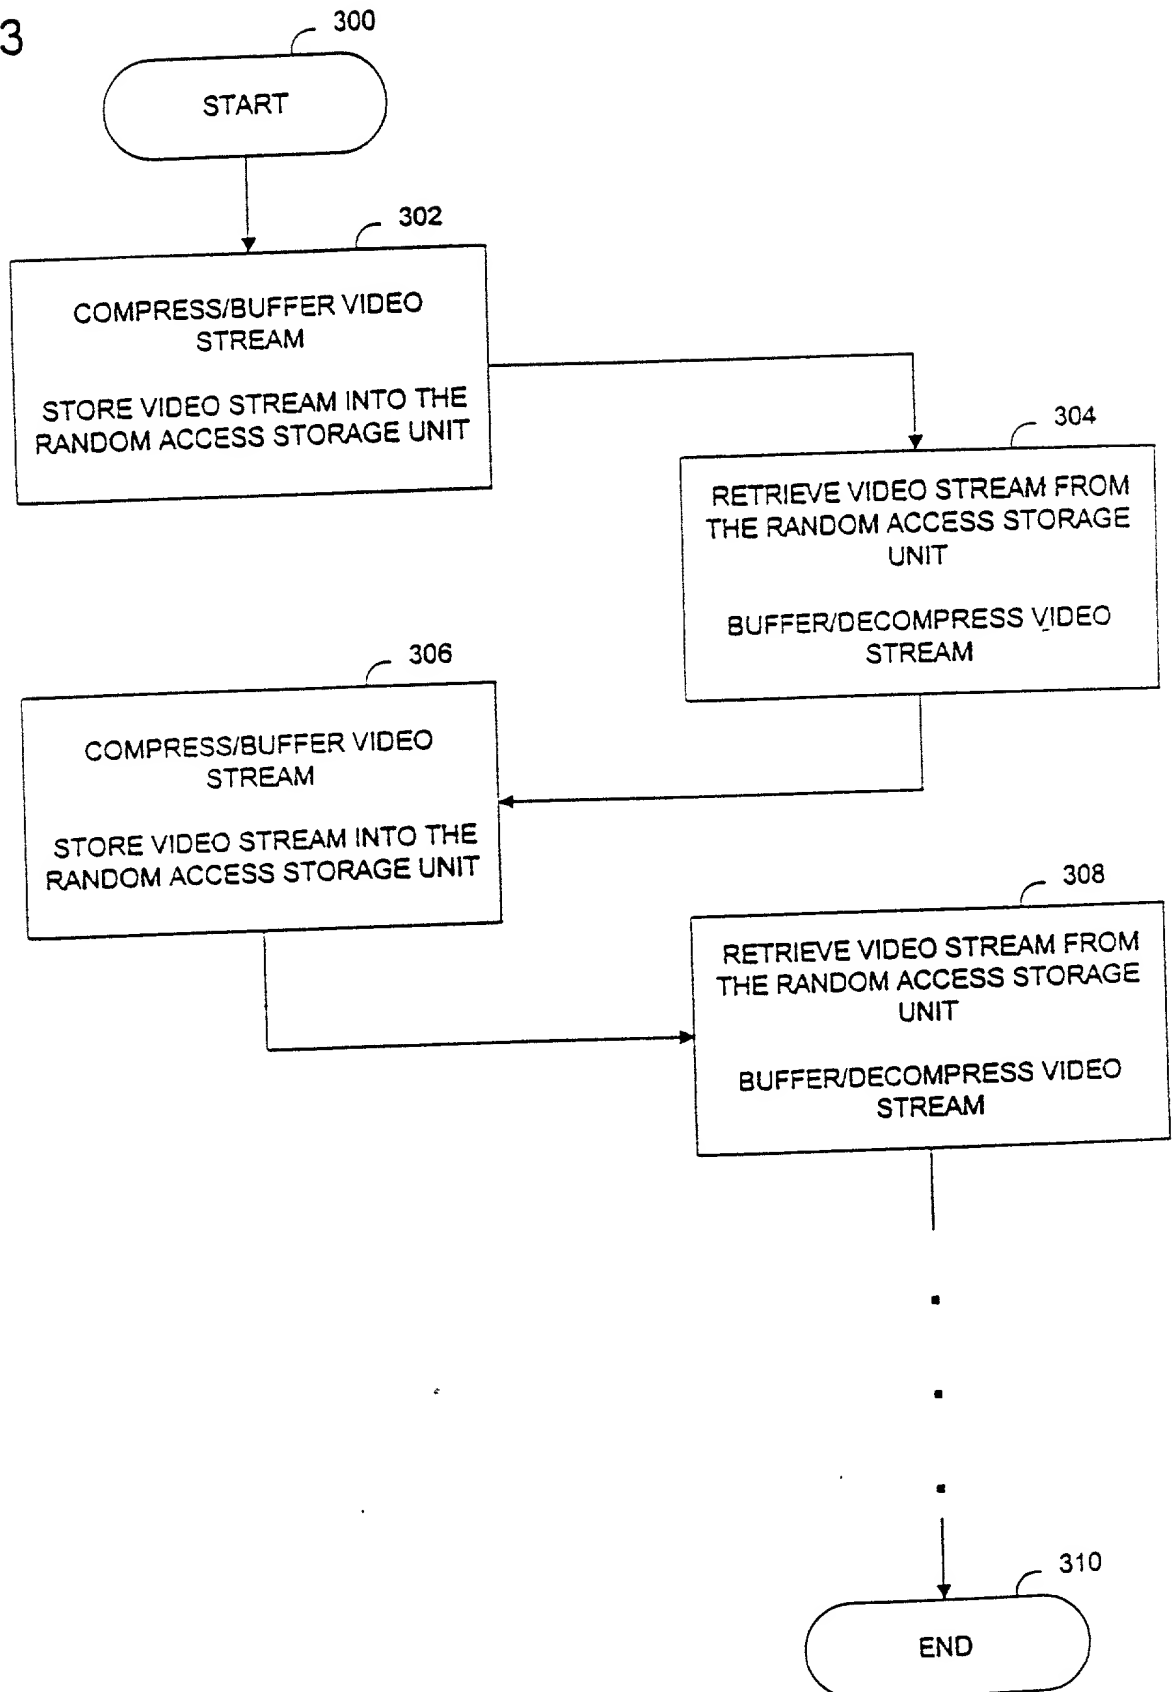 3
300
START
302
COMPRESS/BUFFER VIDEO
STREAM
STORE VIDEO STREAM INTO THE
RANDOM ACCESS STORAGE UNIT
304
RETRIEVE VIDEO STREAM FROM
THE RANDOM ACCESS STORAGE
UNIT
BUFFER/DECOMPRESS VIDEO
STREAM
306
COMPRESS/BUFFER VIDEO
STREAM
STORE VIDEO STREAM INTO THE
RANDOM ACCESS STORAGE UNIT
308
RETRIEVE VIDEO STREAM FROM
THE RANDOM ACCESS STORAGE
UNIT
BUFFER/DECOMPRESS VIDEO
STREAM
310
END